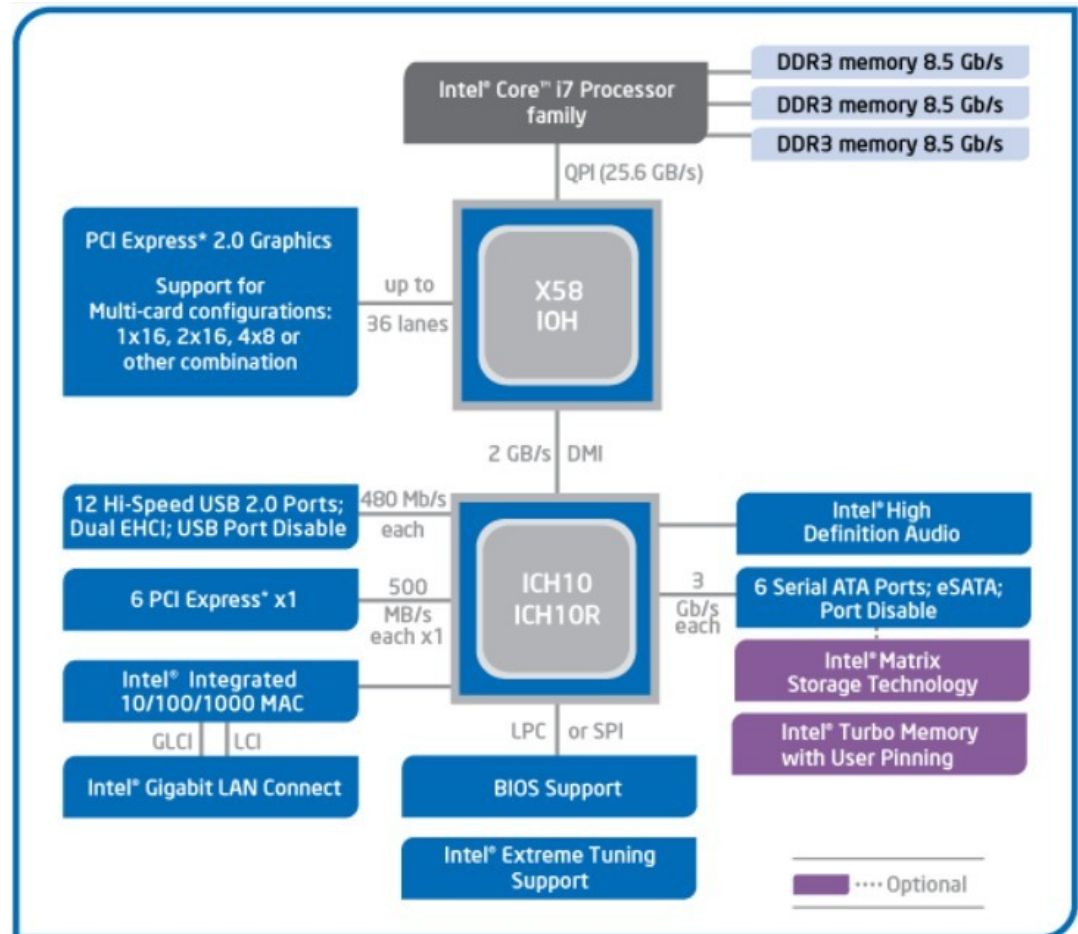 Intel® Core™ i7 Processor
family
DDR3 memory 8.5 Gb/s
DDR3 memory 8.5 Gb/s
DDR3 memory 8.5 Gb/s
QPI (25.6 GB/s)
PCI Express* 2.0 Graphics
Support for
Multi-card configurations:
1x16, 2x16, 4x8 or
other combination
up to
36 lanes
X58
IOH
2 GB/s DMI
12 Hi-Speed USB 2.0 Ports;
Dual EHCI; USB Port Disable
480 Mb/s
each
6 PCI Express* x1
500
MB/s
each x1
Intel® Integrated
10/100/1000 MAC
GLCI LCI
Intel® Gigabit LAN Connect
ICH10
ICH10R
Intel® High
Definition Audio
3
Gb/s
each
6 Serial ATA Ports; eSATA;
Port Disable
Intel® Matrix
Storage Technology
Intel® Turbo Memory
with User Pinning
LPC or SPI
BIOS Support
Intel® Extreme Tuning
Support
Optional